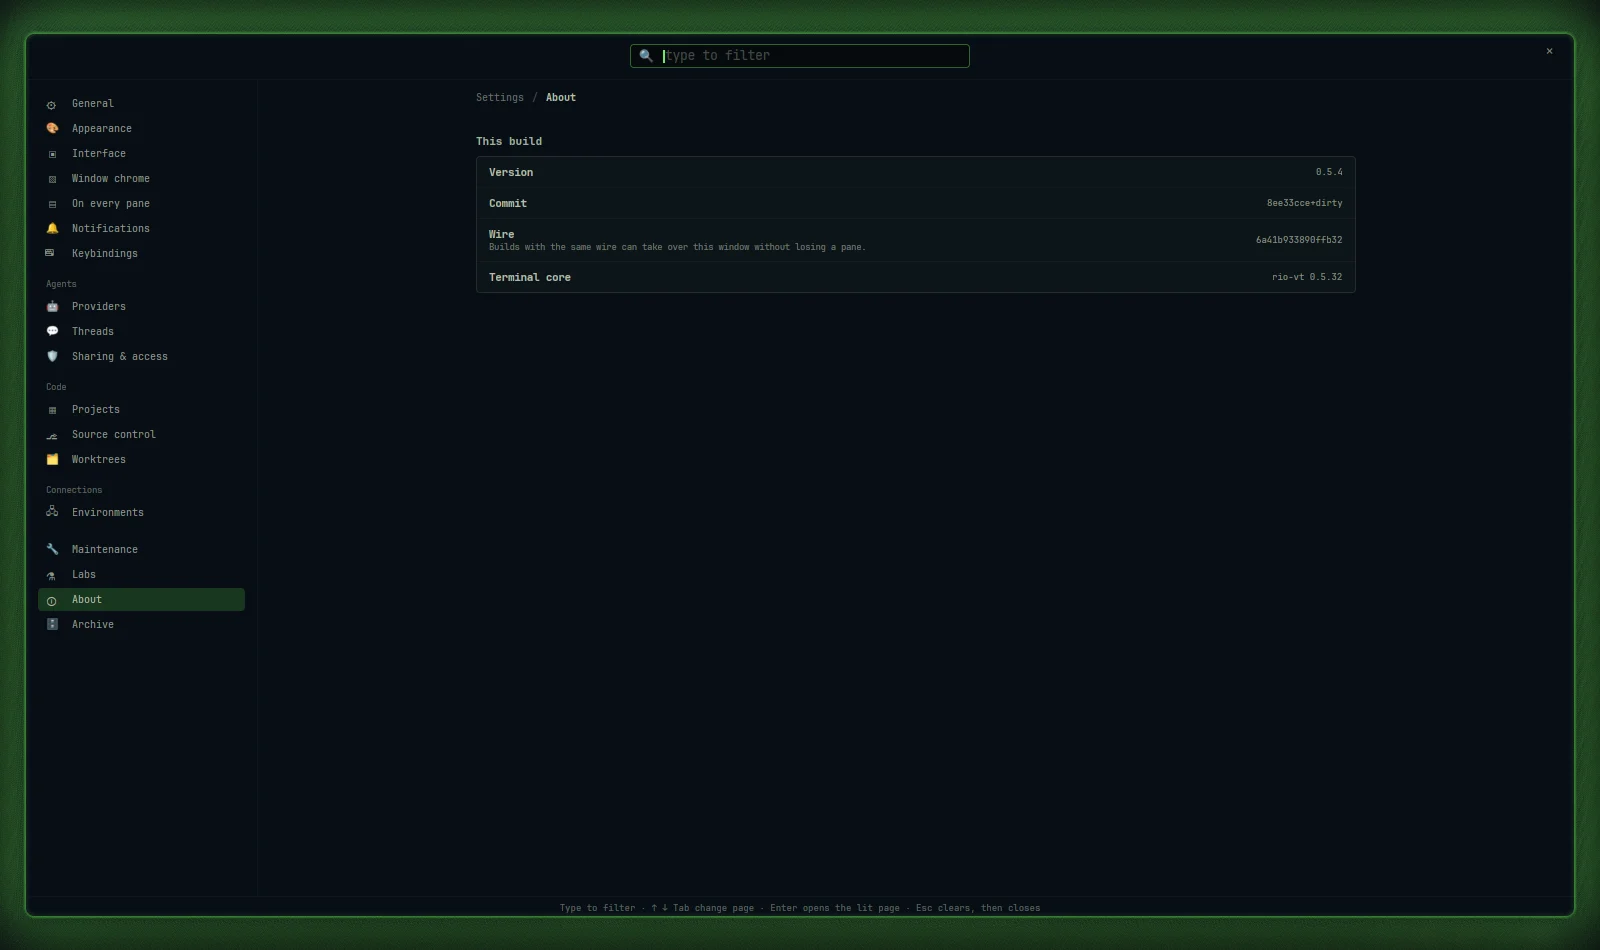 type to filter
×
General
Appearance
Interface
Window chrome
On every pane
Notifications
Keybindings
Agents
Providers
Threads
Sharing & access
Code
Projects
Source control
Worktrees
Connections
Environments
Maintenance
Labs
About
Archive
Settings / About
This build
Version 0.5.4
Commit 8ee33cce+dirty
Wire 6a41b933890ffb32
Builds with the same wire can take over this window without losing a pane.
Terminal core rio-vt 0.5.32
Type to filter · ↑ ↓ Tab change page · Enter opens the lit page · Esc clears, then closes